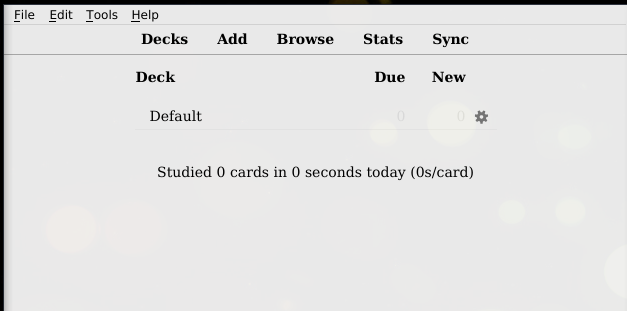 File Edit Tools Help
Decks Add Browse Stats Sync
Deck Due New
Default 0 0
Studied 0 cards in 0 seconds today (0s/card)